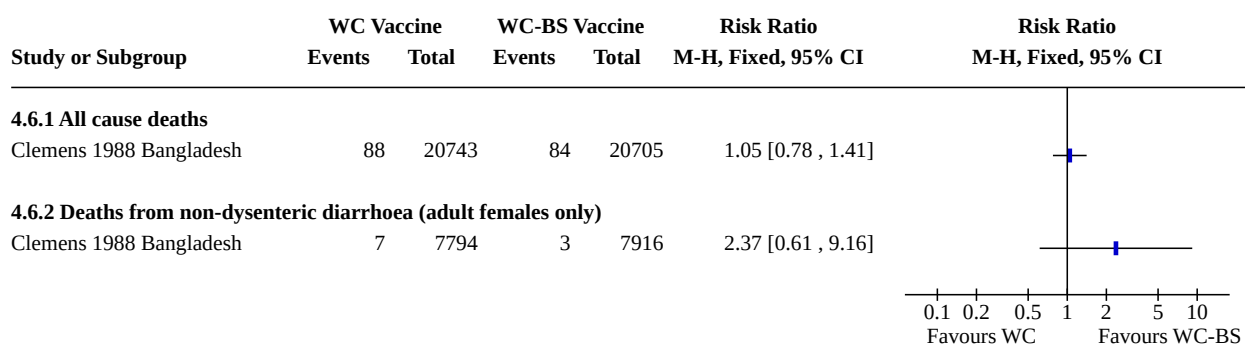 WC Vaccine WC-BS Vaccine Risk Ratio Risk Ratio
Study or Subgroup Events Total Events Total M-H, Fixed, 95% CI M-H, Fixed, 95% CI
4.6.1 All cause deaths
Clemens 1988 Bangladesh 88 20743 84 20705 1.05 [0.78 , 1.41]
4.6.2 Deaths from non-dysenteric diarrhoea (adult females only)
Clemens 1988 Bangladesh 7 7794 3 7916 2.37 [0.61 , 9.16]
0.1 0.2 0.5 1 2 5 10
Favours WC Favours WC-BS